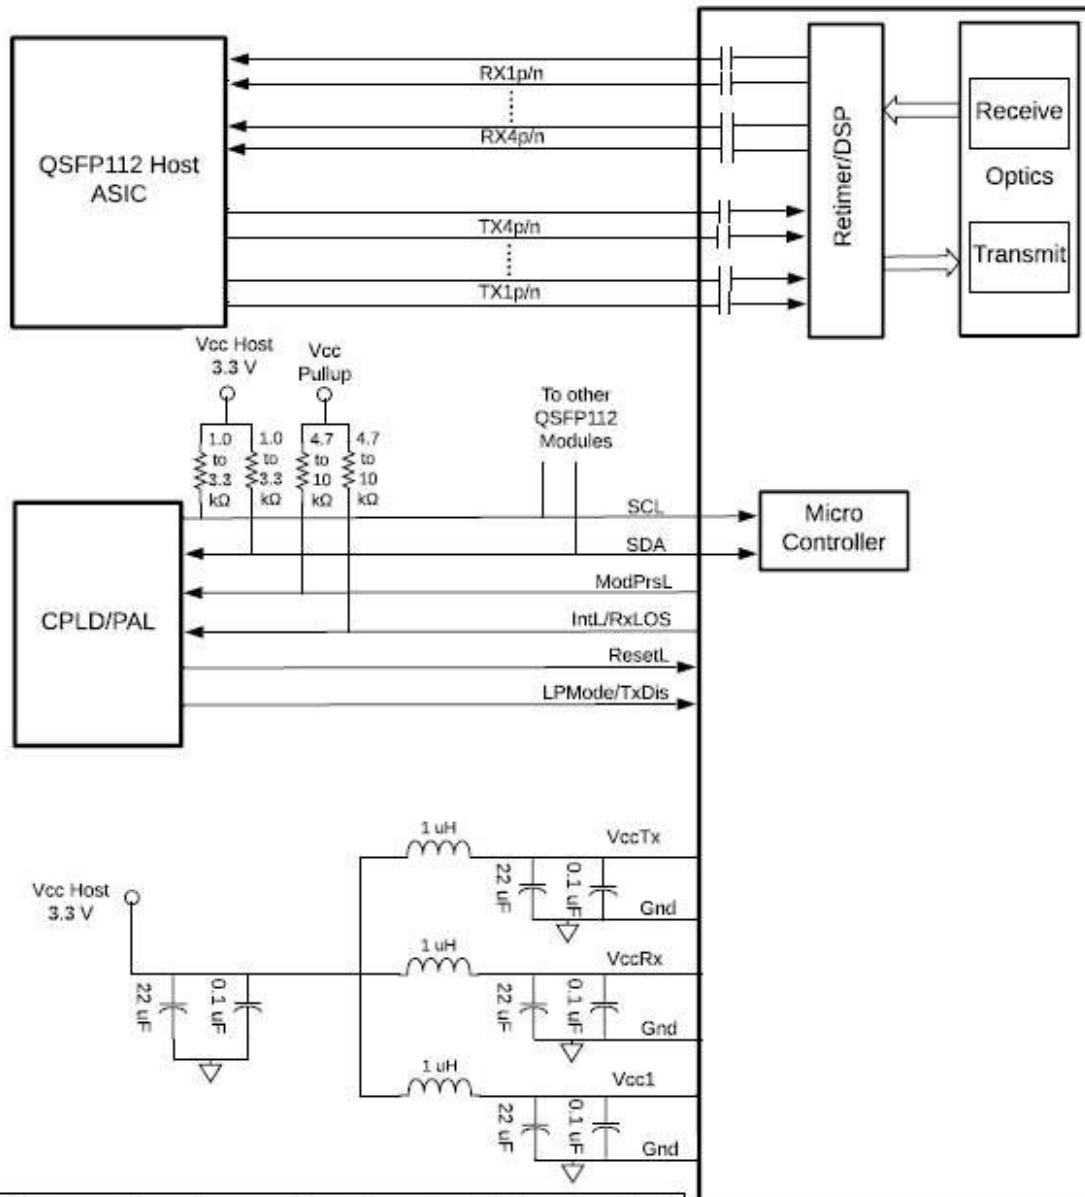 RX1p/n
RX4p/n
TX4p/n
TX1p/n
QSFP112 Host
ASIC
Retimer/DSP
Receive
Optics
Transmit
Vcc Host
3.3 V
Vcc
Pullup
1.0
to
3.3
kΩ
1.0
to
3.3
kΩ
4.7
to
10
kΩ
4.7
to
10
kΩ
To other
QSFP112
Modules
SCL
SDA
ModPrsL
IntL/RxLOS
ResetL
LPMode/TxDis
CPLD/PAL
Micro
Controller
Vcc Host
3.3 V
22 uF
0.1 uF
1 uH
VccTx
22 uF
0.1 uF
Gnd
1 uH
VccRx
22 uF
0.1 uF
Gnd
1 uH
Vcc1
22 uF
0.1 uF
Gnd